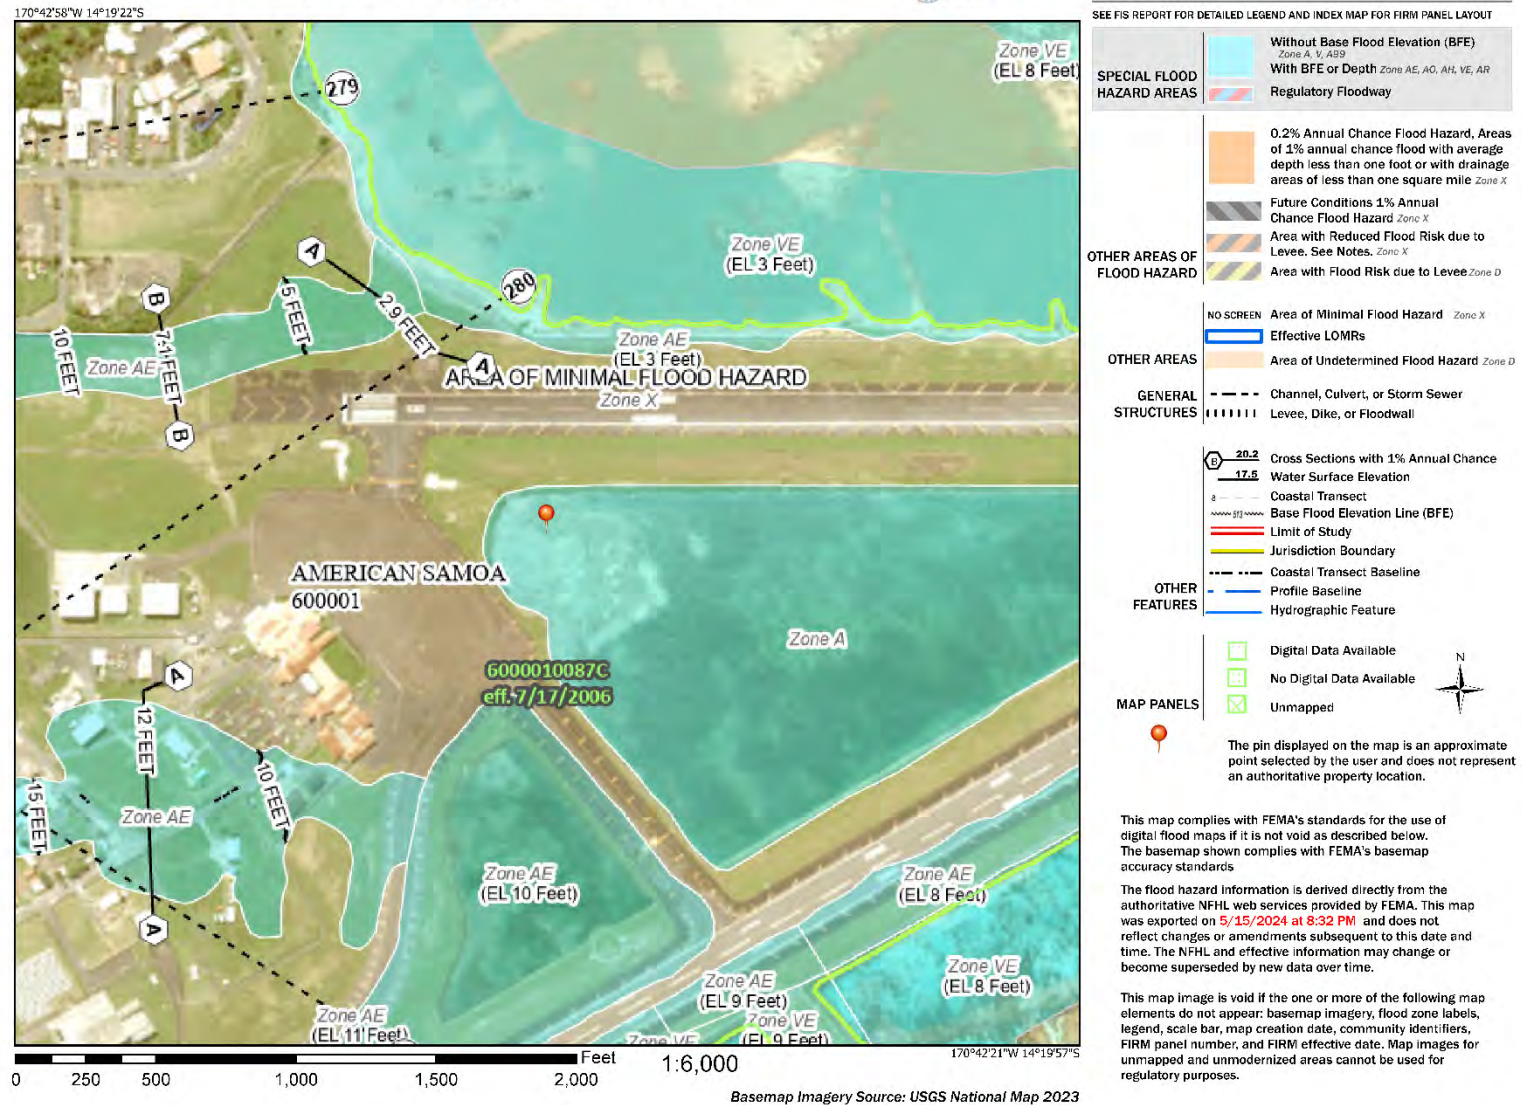 170°42'58"W 14°19'22"S
279
Zone VE
(EL 8 Feet)
A
280
Zone VE
(EL 3 Feet)
B
5 FEET
2.9 FEET
10 FEET
Zone AE
7.1 FEET
Zone AE
(EL 3 Feet)
A
AREA OF MINIMAL FLOOD HAZARD
Zone X
B
AMERICAN SAMOA
600001
Zone A
6000010087C
eff. 7/17/2006
A
12 FEET
10 FEET
15 FEET
Zone AE
A
Zone AE
(EL 10 Feet)
Zone AE
(EL 8 Feet)
Zone VE
(EL 8 Feet)
Zone AE
(EL 9 Feet)
Zone VE
(EL 9 Feet)
Zone AE
(EL 11 Feet)
Zone VE
170°42'21"W 14°19'57"S
Feet
1:6,000
0 250 500 1,000 1,500 2,000
Basemap Imagery Source: USGS National Map 2023
SEE FIS REPORT FOR DETAILED LEGEND AND INDEX MAP FOR FIRM PANEL LAYOUT
SPECIAL FLOOD
HAZARD AREAS
Without Base Flood Elevation (BFE)
Zone A, V, A99
With BFE or Depth Zone AE, AO, AH, VE, AR
Regulatory Floodway
OTHER AREAS OF
FLOOD HAZARD
0.2% Annual Chance Flood Hazard, Areas
of 1% annual chance flood with average
depth less than one foot or with drainage
areas of less than one square mile Zone X
Future Conditions 1% Annual
Chance Flood Hazard Zone X
Area with Reduced Flood Risk due to
Levee. See Notes. Zone X
Area with Flood Risk due to Levee Zone D
OTHER AREAS
NO SCREEN Area of Minimal Flood Hazard Zone X
Effective LOMRs
Area of Undetermined Flood Hazard Zone D
GENERAL
STRUCTURES
Channel, Culvert, or Storm Sewer
Levee, Dike, or Floodwall
OTHER
FEATURES
B 20.2 Cross Sections with 1% Annual Chance
17.5 Water Surface Elevation
8 Coastal Transect
513 Base Flood Elevation Line (BFE)
Limit of Study
Jurisdiction Boundary
Coastal Transect Baseline
Profile Baseline
Hydrographic Feature
MAP PANELS
Digital Data Available
No Digital Data Available
Unmapped
N
The pin displayed on the map is an approximate
point selected by the user and does not represent
an authoritative property location.
This map complies with FEMA's standards for the use of
digital flood maps if it is not void as described below.
The basemap shown complies with FEMA's basemap
accuracy standards
The flood hazard information is derived directly from the
authoritative NFHL web services provided by FEMA. This map
was exported on 5/15/2024 at 8:32 PM and does not
reflect changes or amendments subsequent to this date and
time. The NFHL and effective information may change or
become superseded by new data over time.
This map image is void if the one or more of the following map
elements do not appear: basemap imagery, flood zone labels,
legend, scale bar, map creation date, community identifiers,
FIRM panel number, and FIRM effective date. Map images for
unmapped and unmodernized areas cannot be used for
regulatory purposes.